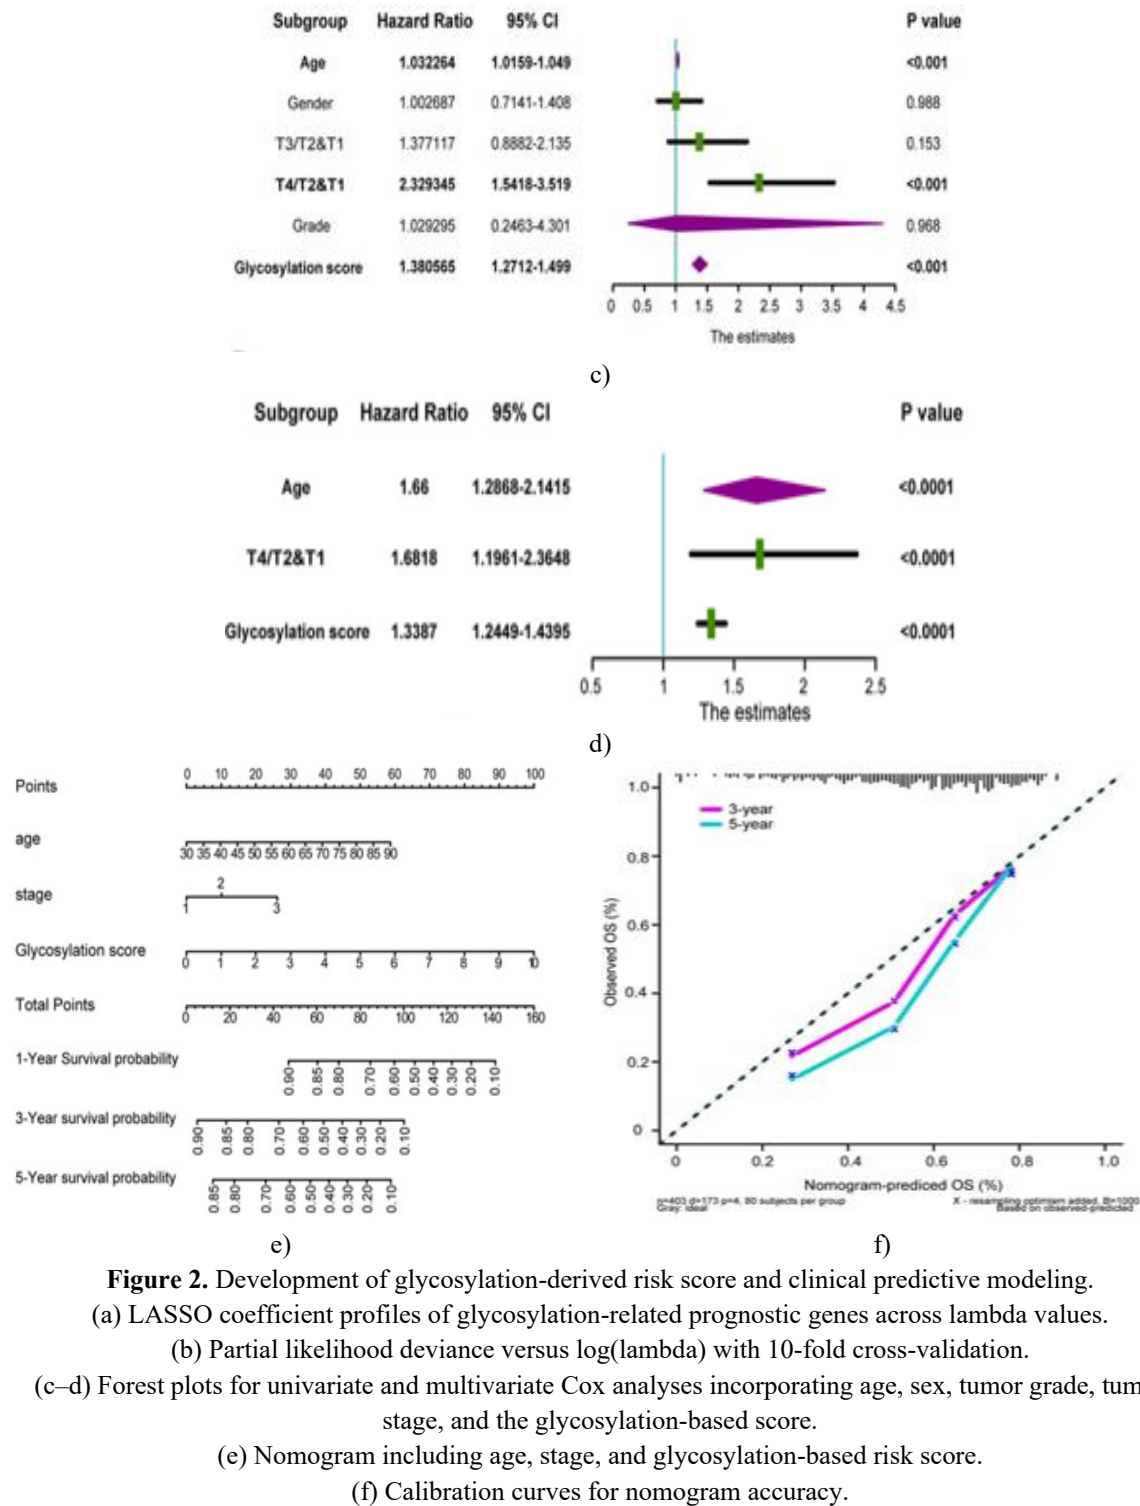 Subgroup Hazard Ratio 95% CI P value
Age 1.032264 1.0159-1.049 <0.001
Gender 1.002687 0.7141-1.408 0.988
T3/T2&T1 1.377117 0.8882-2.135 0.153
T4/T2&T1 2.329345 1.5418-3.519 <0.001
Grade 1.029295 0.2463-4.301 0.968
Glycosylation score 1.380565 1.2712-1.499 <0.001
0 0.5 1 1.5 2 2.5 3 3.5 4 4.5
The estimates
c)
Subgroup Hazard Ratio 95% CI P value
Age 1.66 1.2868-2.1415 <0.0001
T4/T2&T1 1.6818 1.1961-2.3648 <0.0001
Glycosylation score 1.3387 1.2449-1.4395 <0.0001
0.5 1 1.5 2 2.5
The estimates
d)
Points 0 10 20 30 40 50 60 70 80 90 100
age 30 35 40 45 50 55 60 65 70 75 80 85 90
stage 1 2 3
Glycosylation score 0 1 2 3 4 5 6 7 8 9 10
Total Points 0 20 40 60 80 100 120 140 160
1-Year Survival probability 0.90 0.85 0.80 0.70 0.60 0.50 0.40 0.30 0.20 0.10
3-Year survival probability 0.90 0.85 0.80 0.70 0.60 0.50 0.40 0.30 0.20 0.10
5-Year survival probability 0.85 0.80 0.70 0.60 0.50 0.40 0.30 0.20 0.10
e)
3-year
5-year
Observed OS (%)
1.0
0.8
0.6
0.4
0.2
0
0 0.2 0.4 0.6 0.8 1.0
Nomogram-prediced OS (%)
n=403 d=173 p=4, 80 subjects per group
Gray: ideal
X - resampling optimism added, B=1000
Based on observed-predicted
f)
Figure 2. Development of glycosylation-derived risk score and clinical predictive modeling.
(a) LASSO coefficient profiles of glycosylation-related prognostic genes across lambda values.
(b) Partial likelihood deviance versus log(lambda) with 10-fold cross-validation.
(c–d) Forest plots for univariate and multivariate Cox analyses incorporating age, sex, tumor grade, tum
stage, and the glycosylation-based score.
(e) Nomogram including age, stage, and glycosylation-based risk score.
(f) Calibration curves for nomogram accuracy.